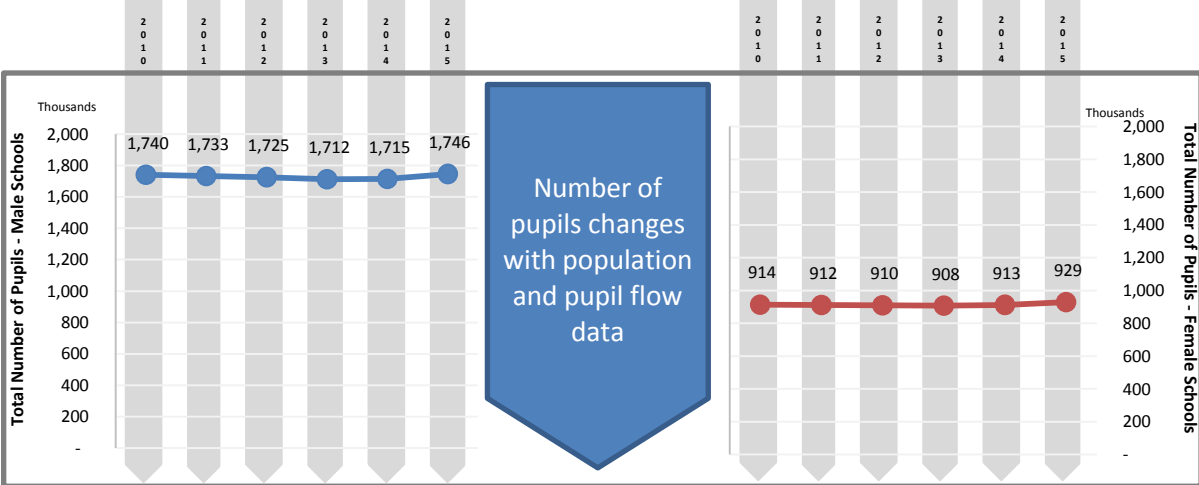 2010 2011 2012 2013 2014 2015
2010 2011 2012 2013 2014 2015
Total Number of Pupils - Male Schools
Thousands
2,000
1,800
1,600
1,400
1,200
1,000
800
600
400
200
-
1,740 1,733 1,725 1,712 1,715 1,746
Number of
pupils changes
with population
and pupil flow
data
914 912 910 908 913 929
Thousands
2,000
1,800
1,600
1,400
1,200
1,000
800
600
400
200
-
Total Number of Pupils - Female Schools